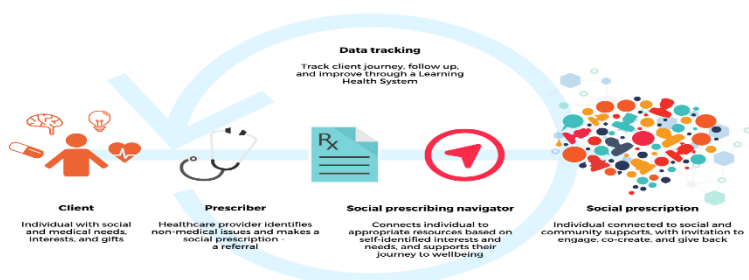 Data tracking
Track client journey, follow up,
and improve through a Learning
Health System
Rx
Client
Individual with social
and medical needs,
interests, and gifts
Prescriber
Healthcare provider identifies
non-medical issues and makes a
social prescription -
a referral
Social prescribing navigator
Connects individual to
appropriate resources based on
self-identified interests and
needs, and supports their
journey to wellbeing
Social prescription
Individual connected to social and
community supports, with invitation to
engage, co-create, and give back